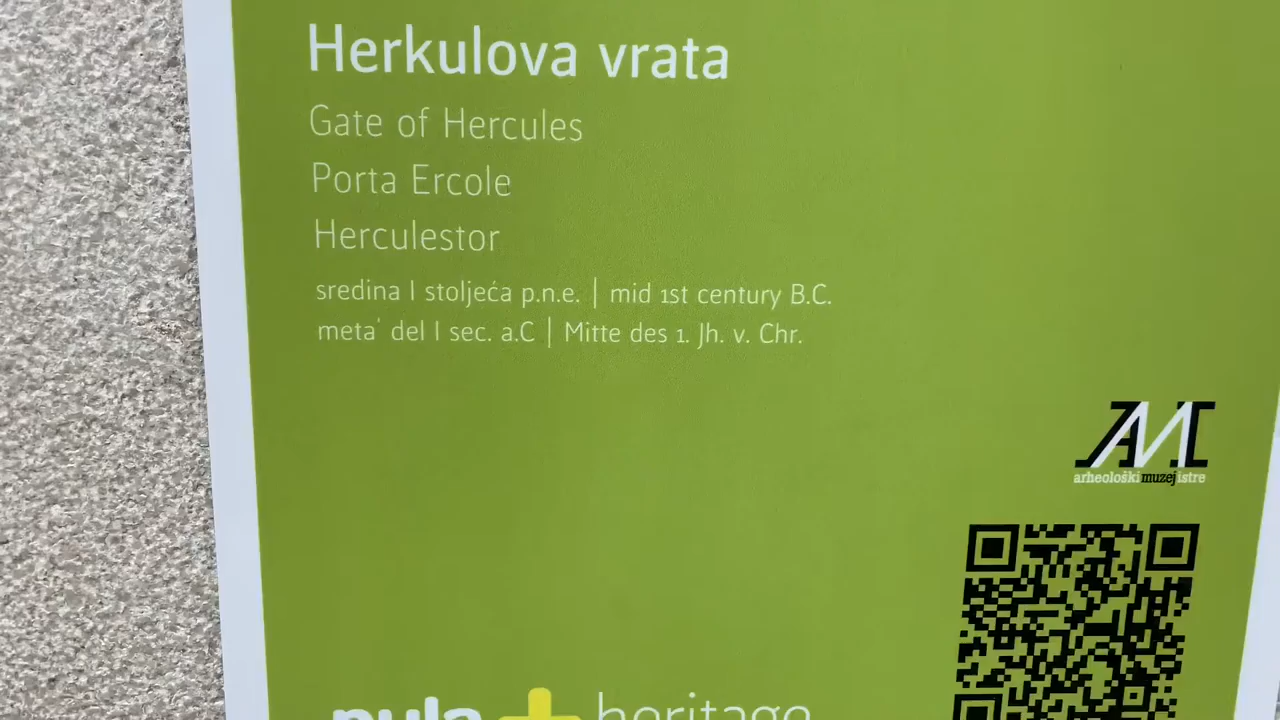 Herkulova vrata
Gate of Hercules
Porta Ercole
Herculestor
sredina I stoljeća p.n.e. | mid 1st century B.C.
meta' del I sec. a.C | Mitte des 1. Jh. v. Chr.
AMI
arheološki muzej istre
pula + heritage